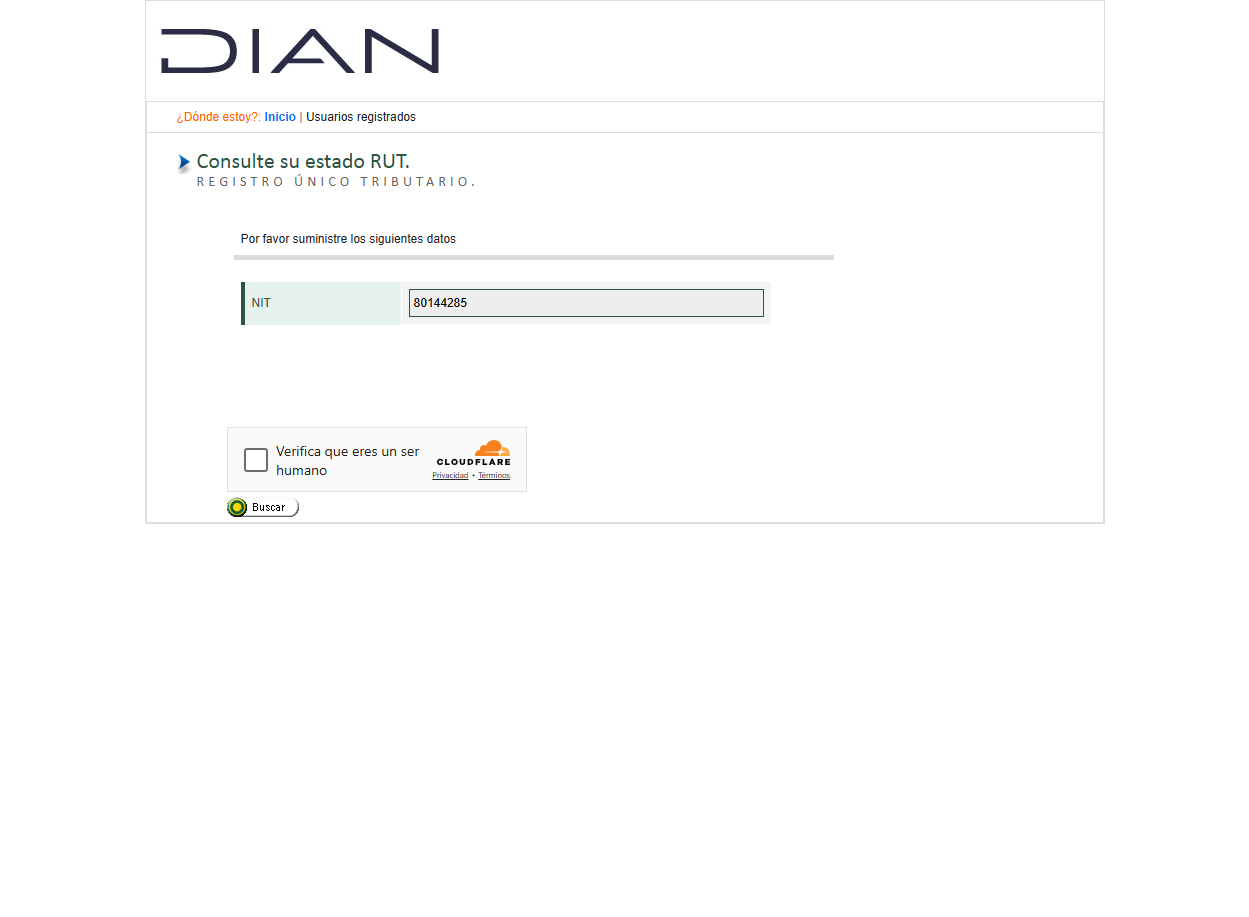 DIAN
¿Dónde estoy?: Inicio | Usuarios registrados
Consulte su estado RUT.
REGISTRO ÚNICO TRIBUTARIO.
Por favor suministre los siguientes datos
NIT 80144285
Verifica que eres un ser
humano
CLOUDFLARE
Privacidad • Términos
Buscar